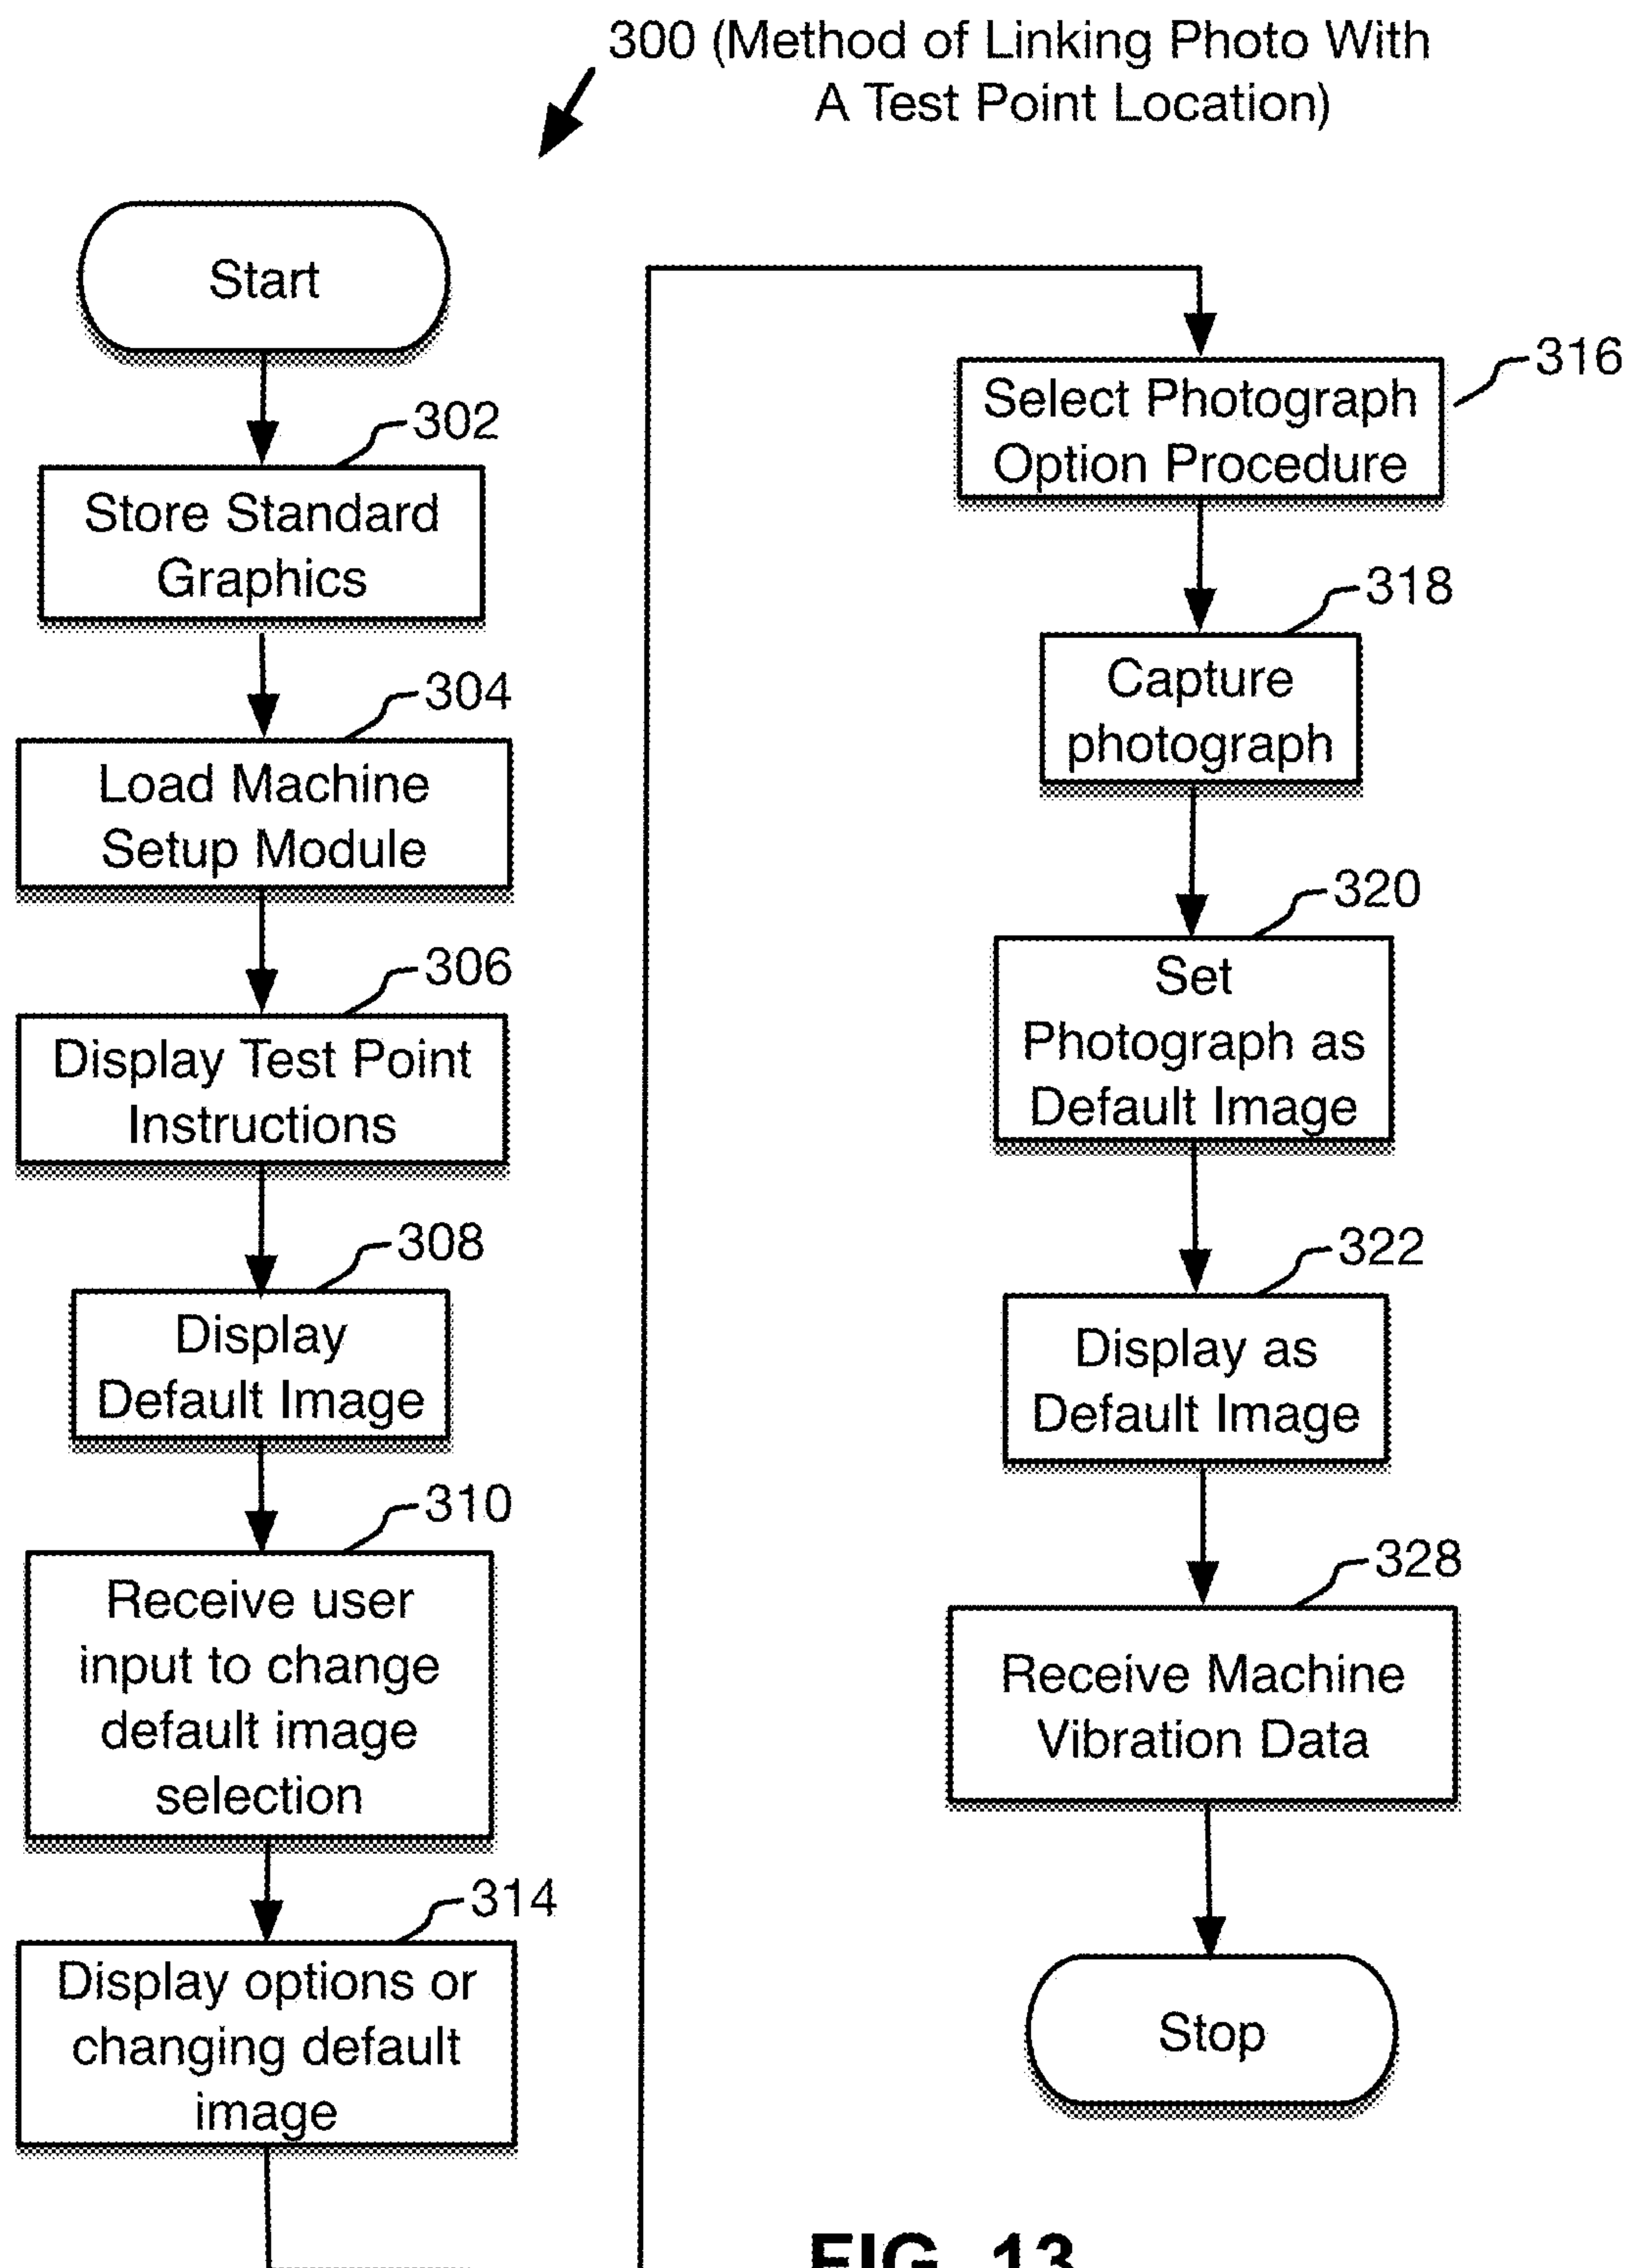 300 (Method of Linking Photo With
A Test Point Location)
Start
302
Store Standard
Graphics
304
Load Machine
Setup Module
306
Display Test Point
Instructions
308
Display
Default Image
310
Receive user
input to change
default image
selection
314
Display options or
changing default
image
316
Select Photograph
Option Procedure
318
Capture
photograph
320
Set
Photograph as
Default Image
322
Display as
Default Image
328
Receive Machine
Vibration Data
Stop
FIG. 13